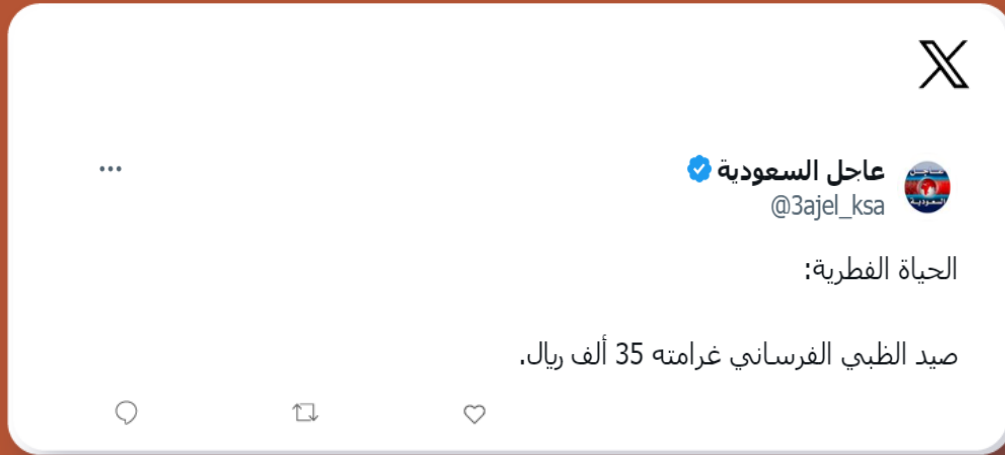 عاجل السعودية
@3ajel_ksa
الحياة الفطرية:
صيد الظبي الفرساني غرامته 35 ألف ريال.